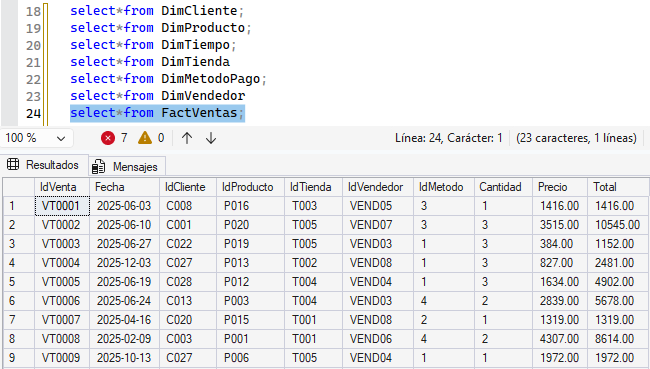 18 select*from DimCliente;
19 select*from DimProducto;
20 select*from DimTiempo;
21 select*from DimTienda
22 select*from DimMetodoPago;
23 select*from DimVendedor
24 select*from FactVentas;
100 % 7 0 Línea: 24, Carácter: 1 (23 caracteres, 1 líneas)
Resultados Mensajes
IdVenta Fecha IdCliente IdProducto IdTienda IdVendedor IdMetodo Cantidad Precio Total
1 VT0001 2025-06-03 C008 P016 T003 VEND05 3 1 1416.00 1416.00
2 VT0002 2025-06-10 C001 P020 T005 VEND07 3 3 3515.00 10545.00
3 VT0003 2025-06-27 C022 P019 T005 VEND03 1 3 384.00 1152.00
4 VT0004 2025-12-03 C027 P013 T002 VEND08 1 3 827.00 2481.00
5 VT0005 2025-06-19 C028 P012 T004 VEND04 1 3 1634.00 4902.00
6 VT0006 2025-06-24 C013 P003 T004 VEND03 4 2 2839.00 5678.00
7 VT0007 2025-04-16 C020 P015 T001 VEND08 2 1 1319.00 1319.00
8 VT0008 2025-02-09 C003 P001 T001 VEND06 4 2 4307.00 8614.00
9 VT0009 2025-10-13 C027 P006 T005 VEND04 1 1 1972.00 1972.00